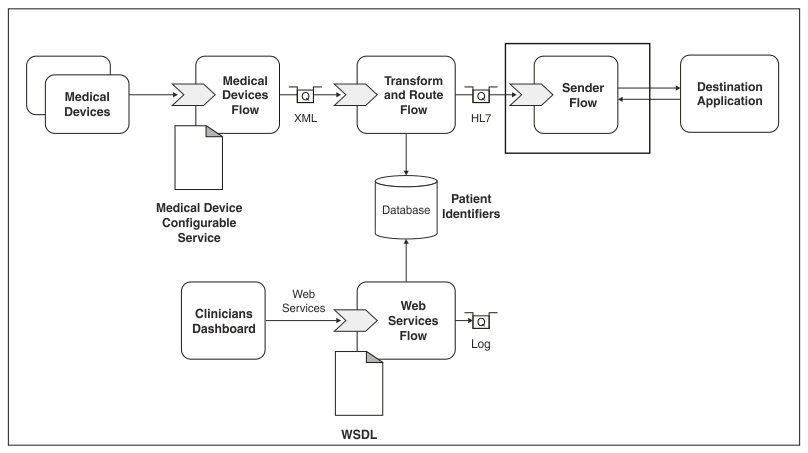 Medical
Devices
Medical
Devices
Flow
Q
XML
Transform
and Route
Flow
Q
HL7
Sender
Flow
Destination
Application
Medical Device
Configurable
Service
Database
Patient
Identifiers
Clinicians
Dashboard
Web
Services
Web
Services
Flow
Q
Log
WSDL